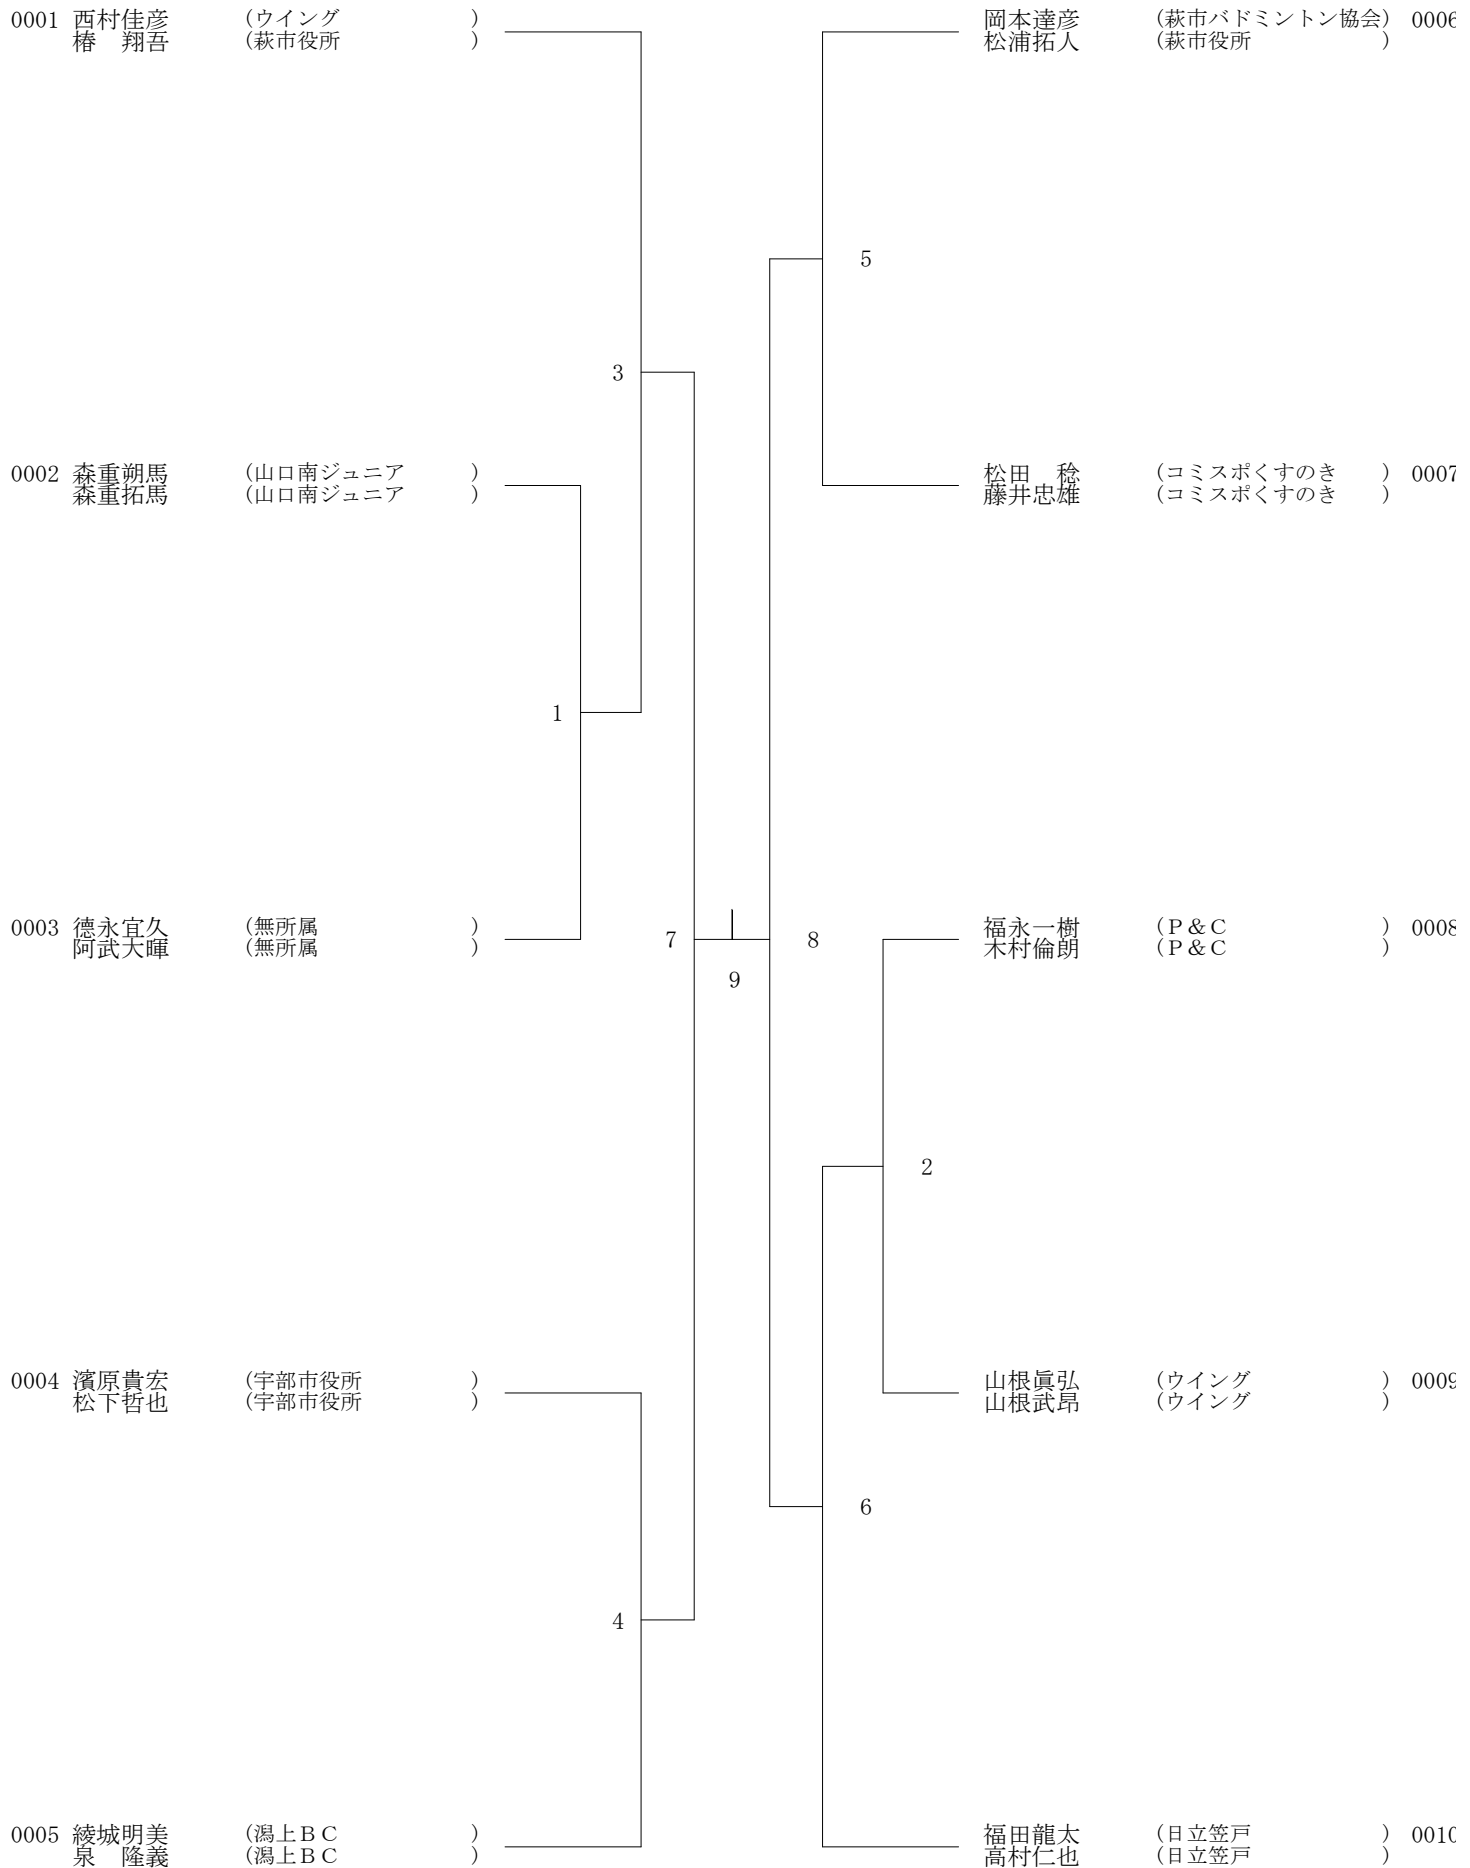 0001 西村佳彦 (ウイング )
椿　翔吾 (萩市役所 )
岡本達彦 (萩市バドミントン協会) 0006
松浦拓人 (萩市役所 )
5
3
0002 森重朔馬 (山口南ジュニア )
森重拓馬 (山口南ジュニア )
松田　稔 (コミスポくすのき ) 0007
藤井忠雄 (コミスポくすのき )
1
0003 德永宜久 (無所属 )
阿武大暉 (無所属 )
7
8
9
福永一樹 (Ｐ＆Ｃ ) 0008
木村倫朗 (Ｐ＆Ｃ )
2
0004 濱原貴宏 (宇部市役所 )
松下哲也 (宇部市役所 )
山根眞弘 (ウイング ) 0009
山根武昂 (ウイング )
6
4
0005 綾城明美 (潟上ＢＣ )
泉　隆義 (潟上ＢＣ )
福田龍太 (日立笠戸 ) 0010
高村仁也 (日立笠戸 )